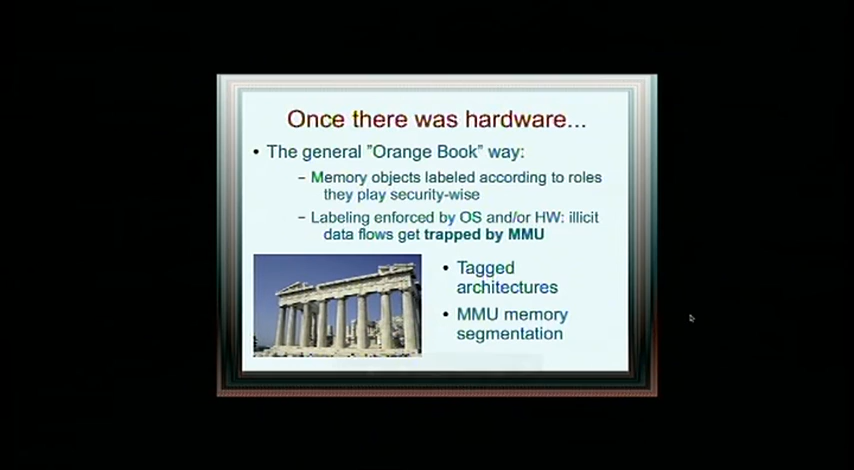 Once there was hardware...
• The general ”Orange Book” way:
– Memory objects labeled according to roles
they play security-wise
– Labeling enforced by OS and/or HW: illicit
data flows get trapped by MMU
• Tagged
architectures
• MMU memory
segmentation